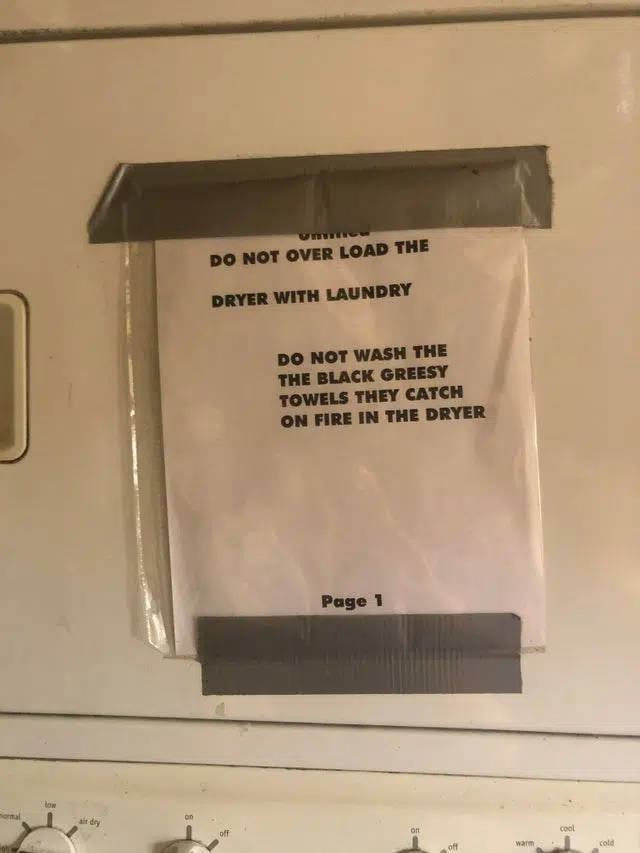 Untitled
DO NOT OVER LOAD THE
DRYER WITH LAUNDRY
DO NOT WASH THE
THE BLACK GREESY
TOWELS THEY CATCH
ON FIRE IN THE DRYER
Page 1
normal
low
air dry
on
off
on
off
warm
cool
cold